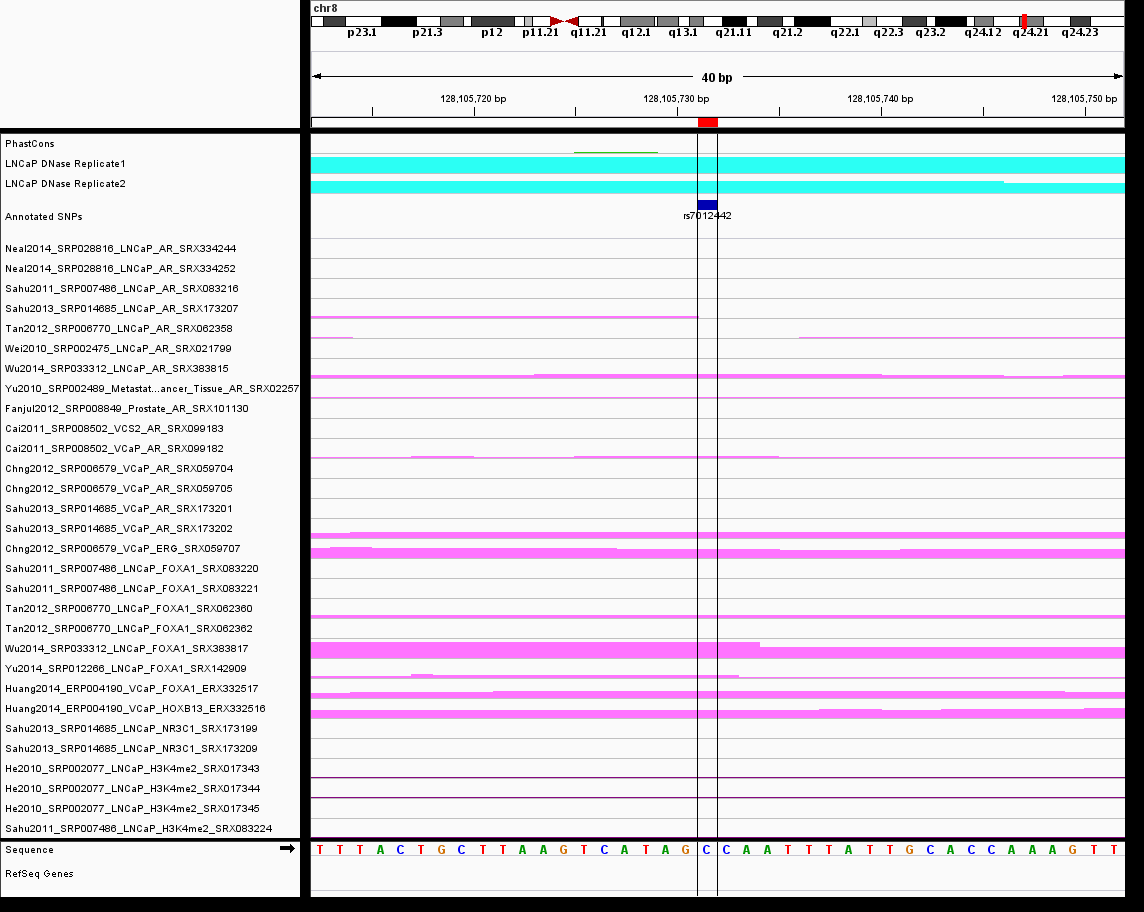 chr8
p23.1 p21.3 p12 p11.21 q11.21 q12.1 q13.1 q21.11 q21.2 q22.1 q22.3 q23.2 q24.12 q24.21 q24.23
40 bp
128,105,720 bp 128,105,730 bp 128,105,740 bp 128,105,750 bp
PhastCons
LNCaP DNase Replicate1
LNCaP DNase Replicate2
Annotated SNPs
rs7012442
Neal2014_SRP028816_LNCaP_AR_SRX334244
Neal2014_SRP028816_LNCaP_AR_SRX334252
Sahu2011_SRP007486_LNCaP_AR_SRX083216
Sahu2013_SRP014685_LNCaP_AR_SRX173207
Tan2012_SRP006770_LNCaP_AR_SRX062358
Wei2010_SRP002475_LNCaP_AR_SRX021799
Wu2014_SRP033312_LNCaP_AR_SRX383815
Yu2010_SRP002489_Metastat...ancer_Tissue_AR_SRX02257
Fanjul2012_SRP008849_Prostate_AR_SRX101130
Cai2011_SRP008502_VCS2_AR_SRX099183
Cai2011_SRP008502_VCaP_AR_SRX099182
Chng2012_SRP006579_VCaP_AR_SRX059704
Chng2012_SRP006579_VCaP_AR_SRX059705
Sahu2013_SRP014685_VCaP_AR_SRX173201
Sahu2013_SRP014685_VCaP_AR_SRX173202
Chng2012_SRP006579_VCaP_ERG_SRX059707
Sahu2011_SRP007486_LNCaP_FOXA1_SRX083220
Sahu2011_SRP007486_LNCaP_FOXA1_SRX083221
Tan2012_SRP006770_LNCaP_FOXA1_SRX062360
Tan2012_SRP006770_LNCaP_FOXA1_SRX062362
Wu2014_SRP033312_LNCaP_FOXA1_SRX383817
Yu2014_SRP012266_LNCaP_FOXA1_SRX142909
Huang2014_ERP004190_VCaP_FOXA1_ERX332517
Huang2014_ERP004190_VCaP_HOXB13_ERX332516
Sahu2013_SRP014685_LNCaP_NR3C1_SRX173199
Sahu2013_SRP014685_LNCaP_NR3C1_SRX173209
He2010_SRP002077_LNCaP_H3K4me2_SRX017343
He2010_SRP002077_LNCaP_H3K4me2_SRX017344
He2010_SRP002077_LNCaP_H3K4me2_SRX017345
Sahu2011_SRP007486_LNCaP_H3K4me2_SRX083224
Sequence T T T A C T G C T T A A G T C A T A G C C A A T T T A T T G C A C C A A A G T T
RefSeq Genes